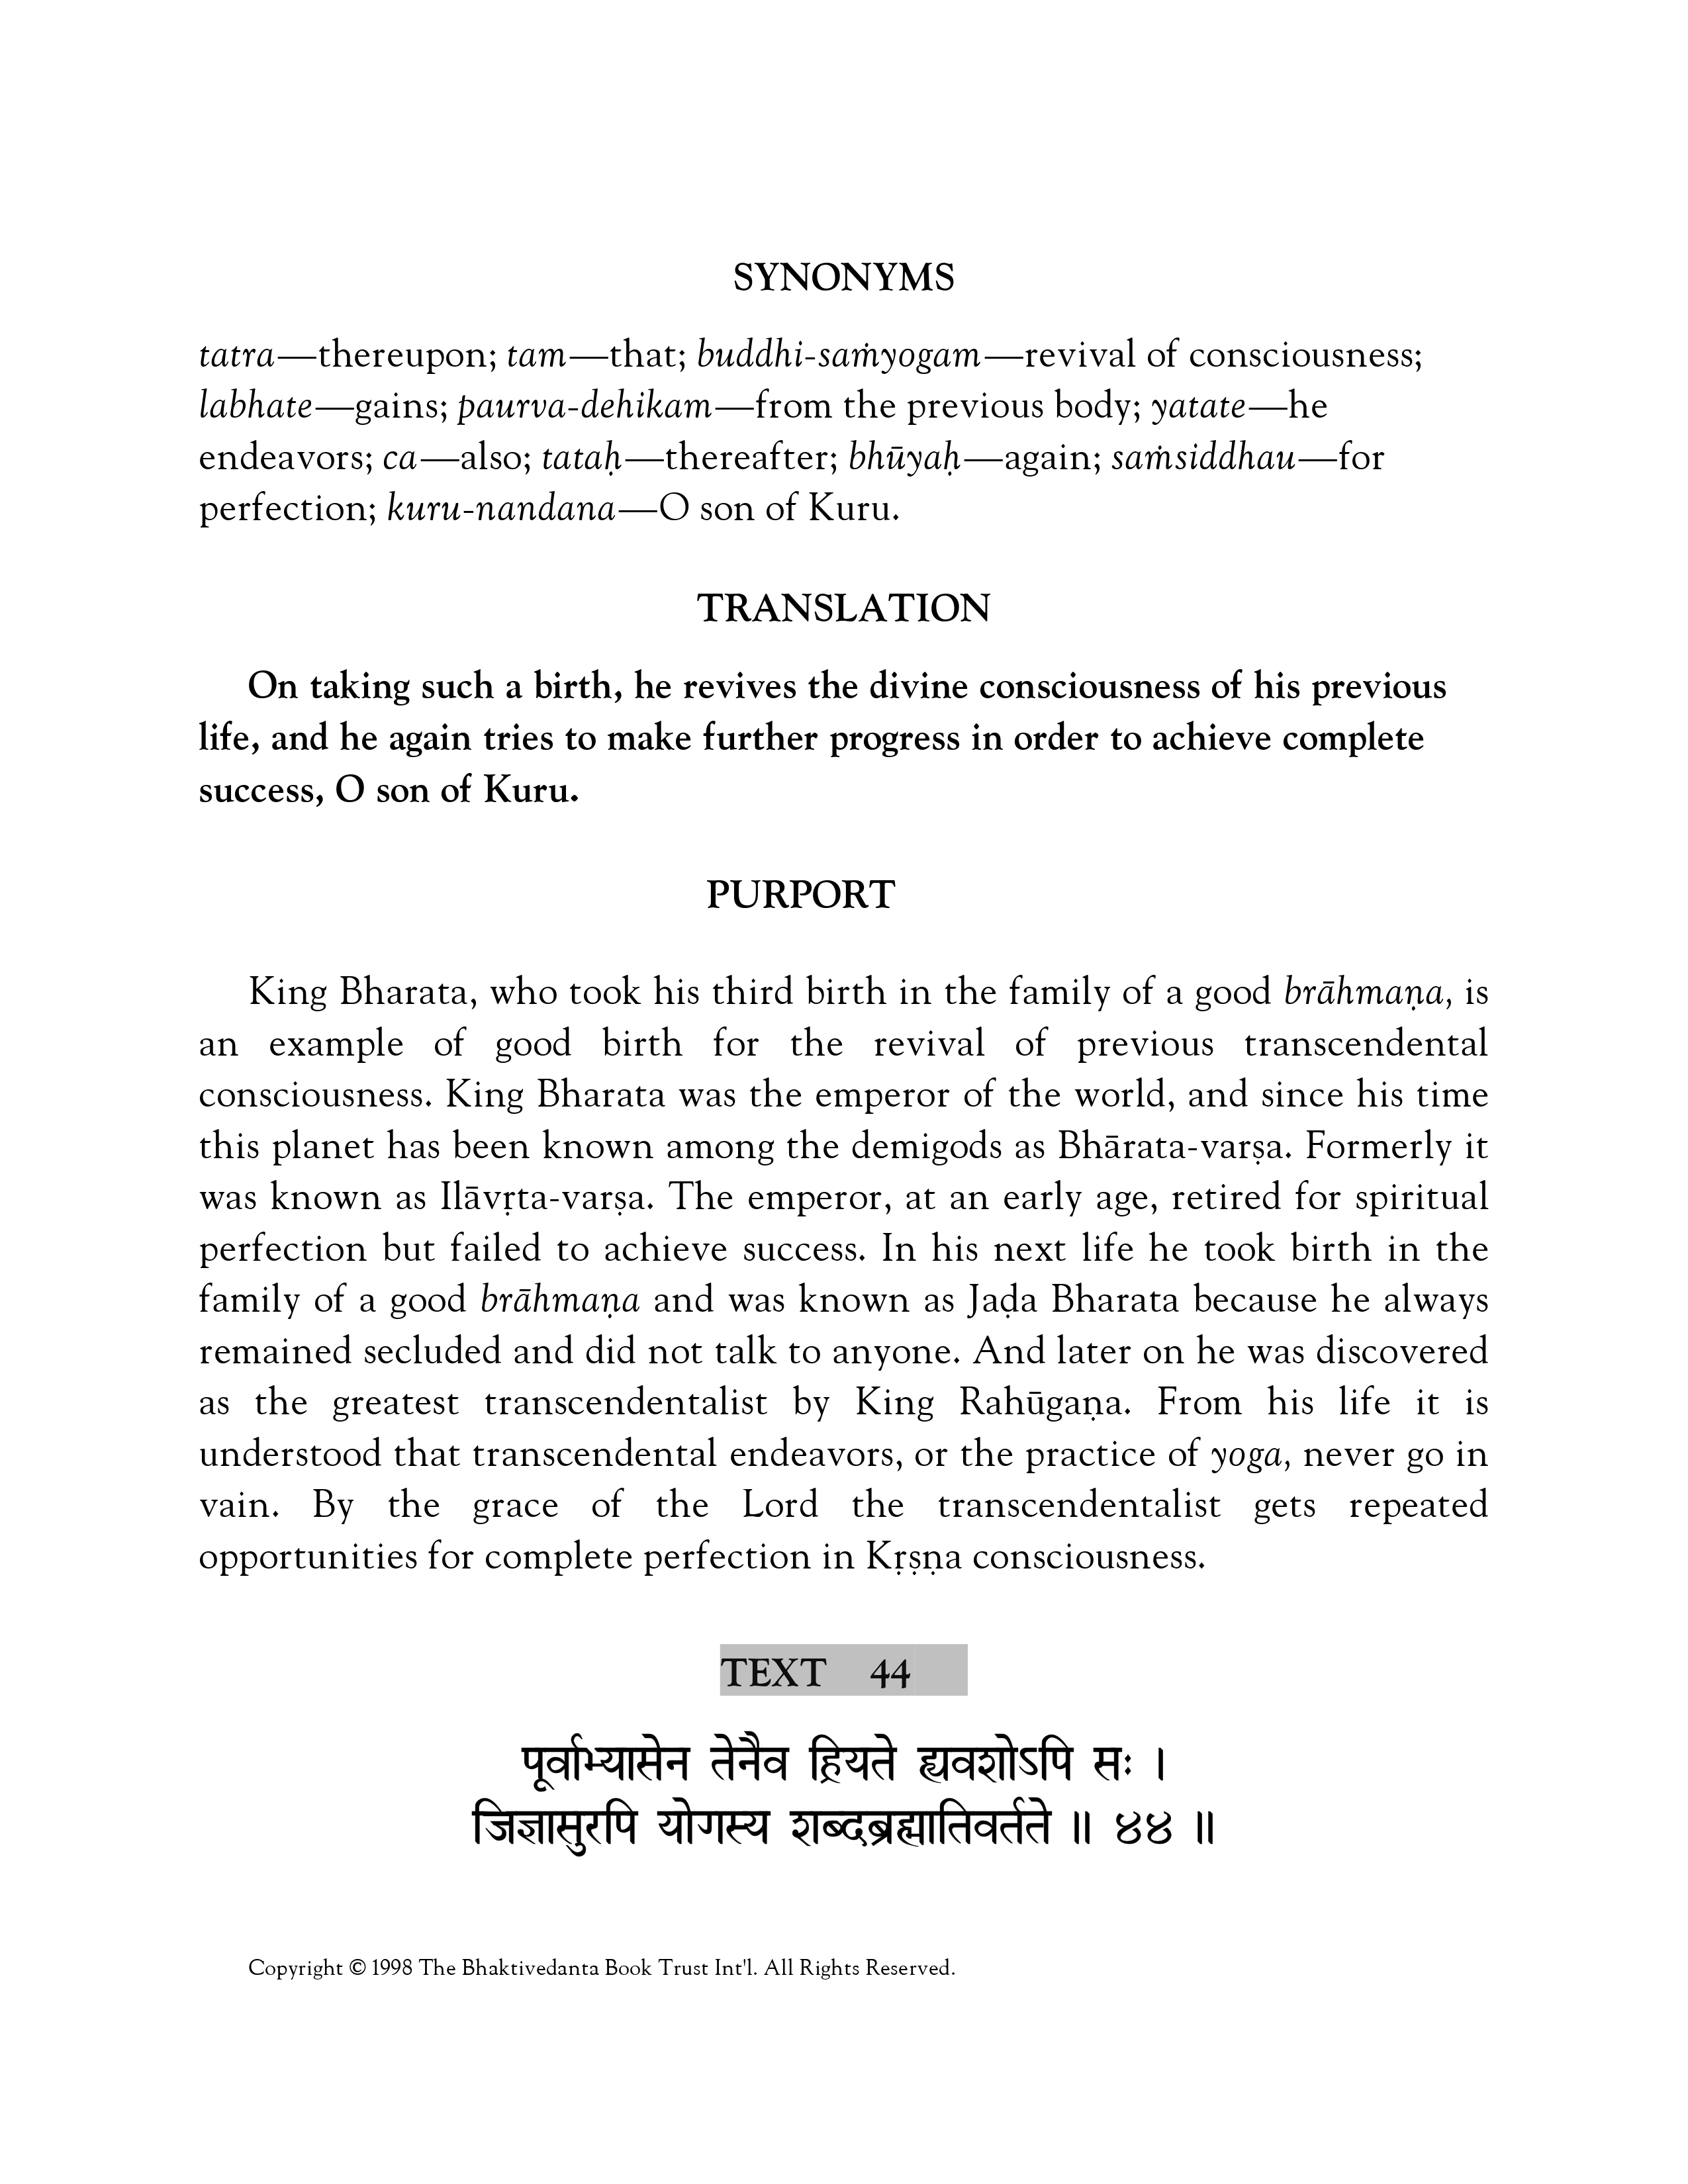 SYNONYMS
tatra—thereupon; tam—that; buddhi-saṁyogam—revival of consciousness;
labhate—gains; paurva-dehikam—from the previous body; yatate—he
endeavors; ca—also; tataḥ—thereafter; bhūyaḥ—again; saṁsiddhau—for
perfection; kuru-nandana—O son of Kuru.
TRANSLATION
On taking such a birth, he revives the divine consciousness of his previous
life, and he again tries to make further progress in order to achieve complete
success, O son of Kuru.
PURPORT
King Bharata, who took his third birth in the family of a good brāhmaṇa, is
an example of good birth for the revival of previous transcendental
consciousness. King Bharata was the emperor of the world, and since his time
this planet has been known among the demigods as Bhārata-varṣa. Formerly it
was known as Ilāvṛta-varṣa. The emperor, at an early age, retired for spiritual
perfection but failed to achieve success. In his next life he took birth in the
family of a good brāhmaṇa and was known as Jaḍa Bharata because he always
remained secluded and did not talk to anyone. And later on he was discovered
as the greatest transcendentalist by King Rahūgaṇa. From his life it is
understood that transcendental endeavors, or the practice of yoga, never go in
vain. By the grace of the Lord the transcendentalist gets repeated
opportunities for complete perfection in Kṛṣṇa consciousness.
TEXT 44
पूर्वाभ्यासेन तेनैव ह्रियते ह्यवशोऽपि सः ।
जिज्ञासुरपि योगस्य शब्दब्रह्मातिवर्तते ॥ ४४ ॥
Copyright © 1998 The Bhaktivedanta Book Trust Int'l. All Rights Reserved.